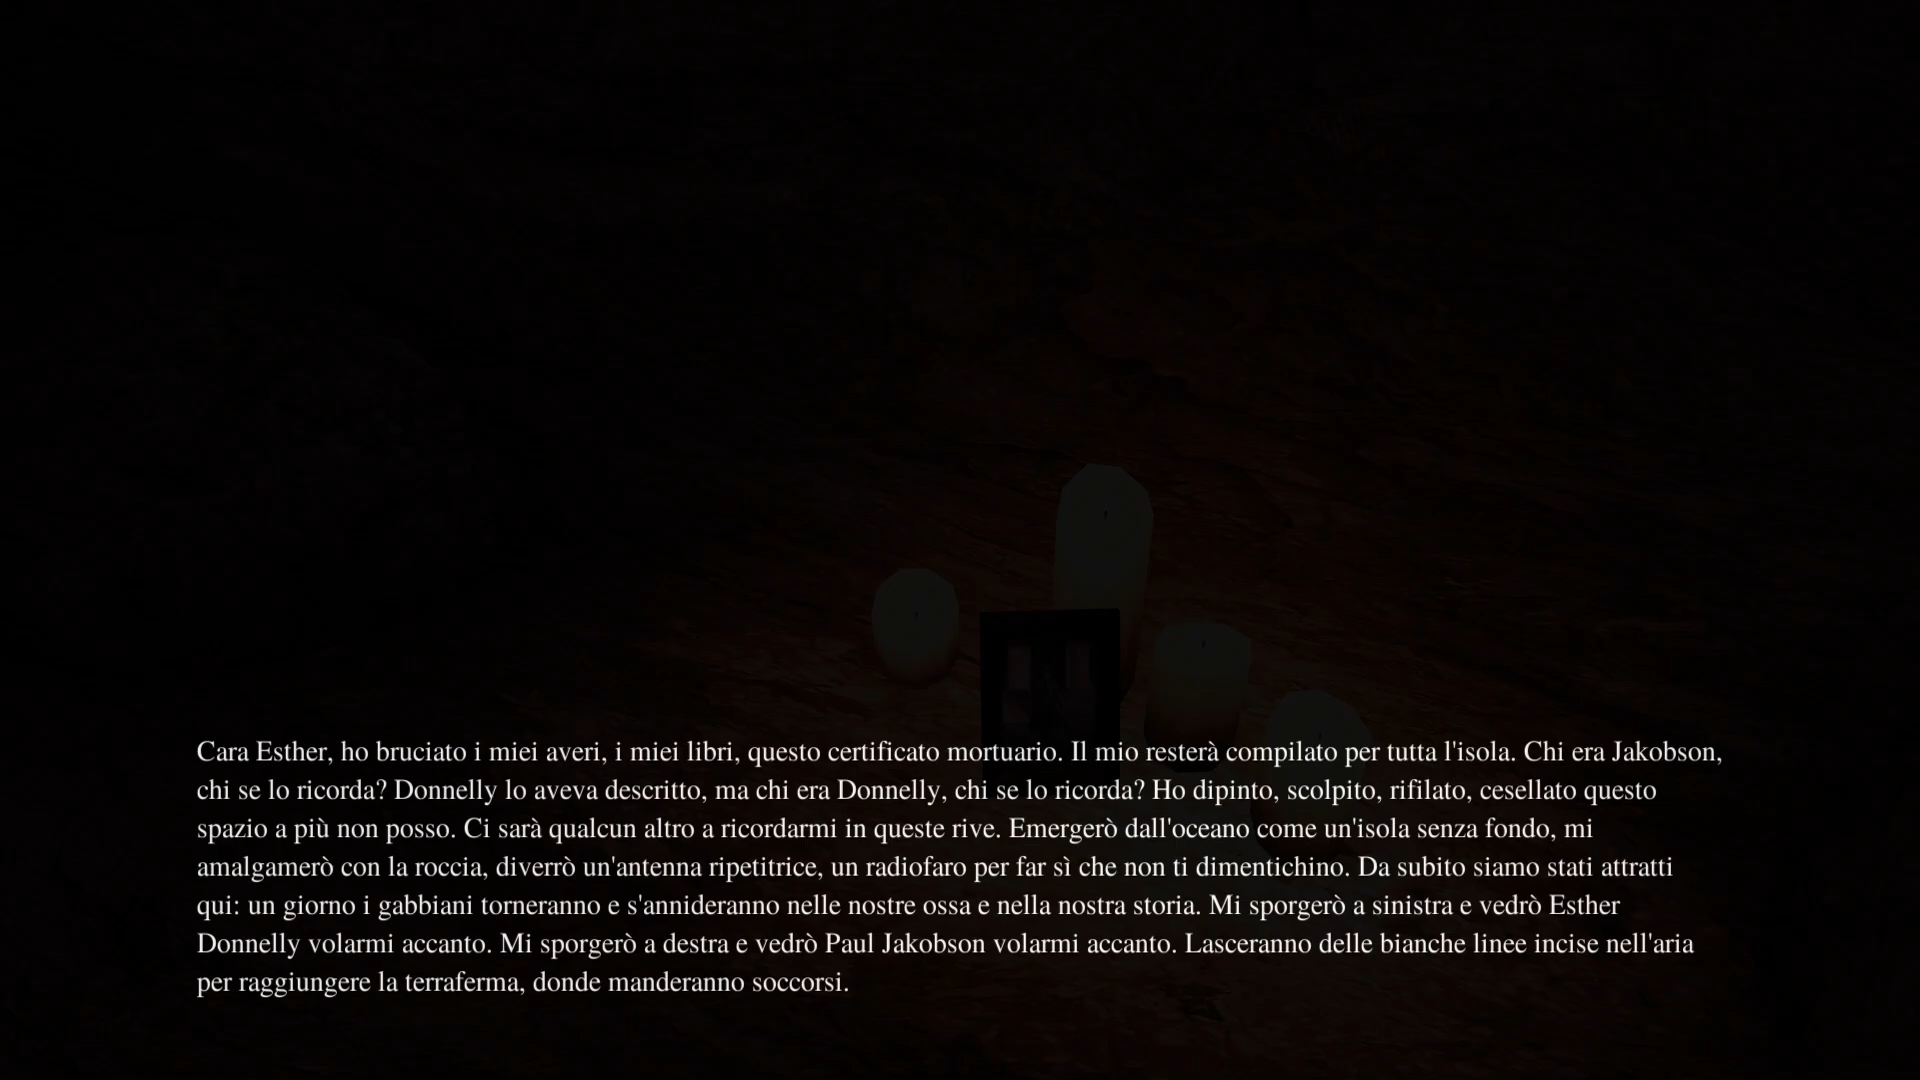 Cara Esther, ho bruciato i miei averi, i miei libri, questo certificato mortuario. Il mio resterà compilato per tutta l'isola. Chi era Jakobson,
chi se lo ricorda? Donnelly lo aveva descritto, ma chi era Donnelly, chi se lo ricorda? Ho dipinto, scolpito, rifilato, cesellato questo
spazio a più non posso. Ci sarà qualcun altro a ricordarmi in queste rive. Emergerò dall'oceano come un'isola senza fondo, mi
amalgamerò con la roccia, diverrò un'antenna ripetitrice, un radiofaro per far sì che non ti dimentichino. Da subito siamo stati attratti
qui: un giorno i gabbiani torneranno e s'annideranno nelle nostre ossa e nella nostra storia. Mi sporgerò a sinistra e vedrò Esther
Donnelly volarmi accanto. Mi sporgerò a destra e vedrò Paul Jakobson volarmi accanto. Lasceranno delle bianche linee incise nell'aria
per raggiungere la terraferma, donde manderanno soccorsi.